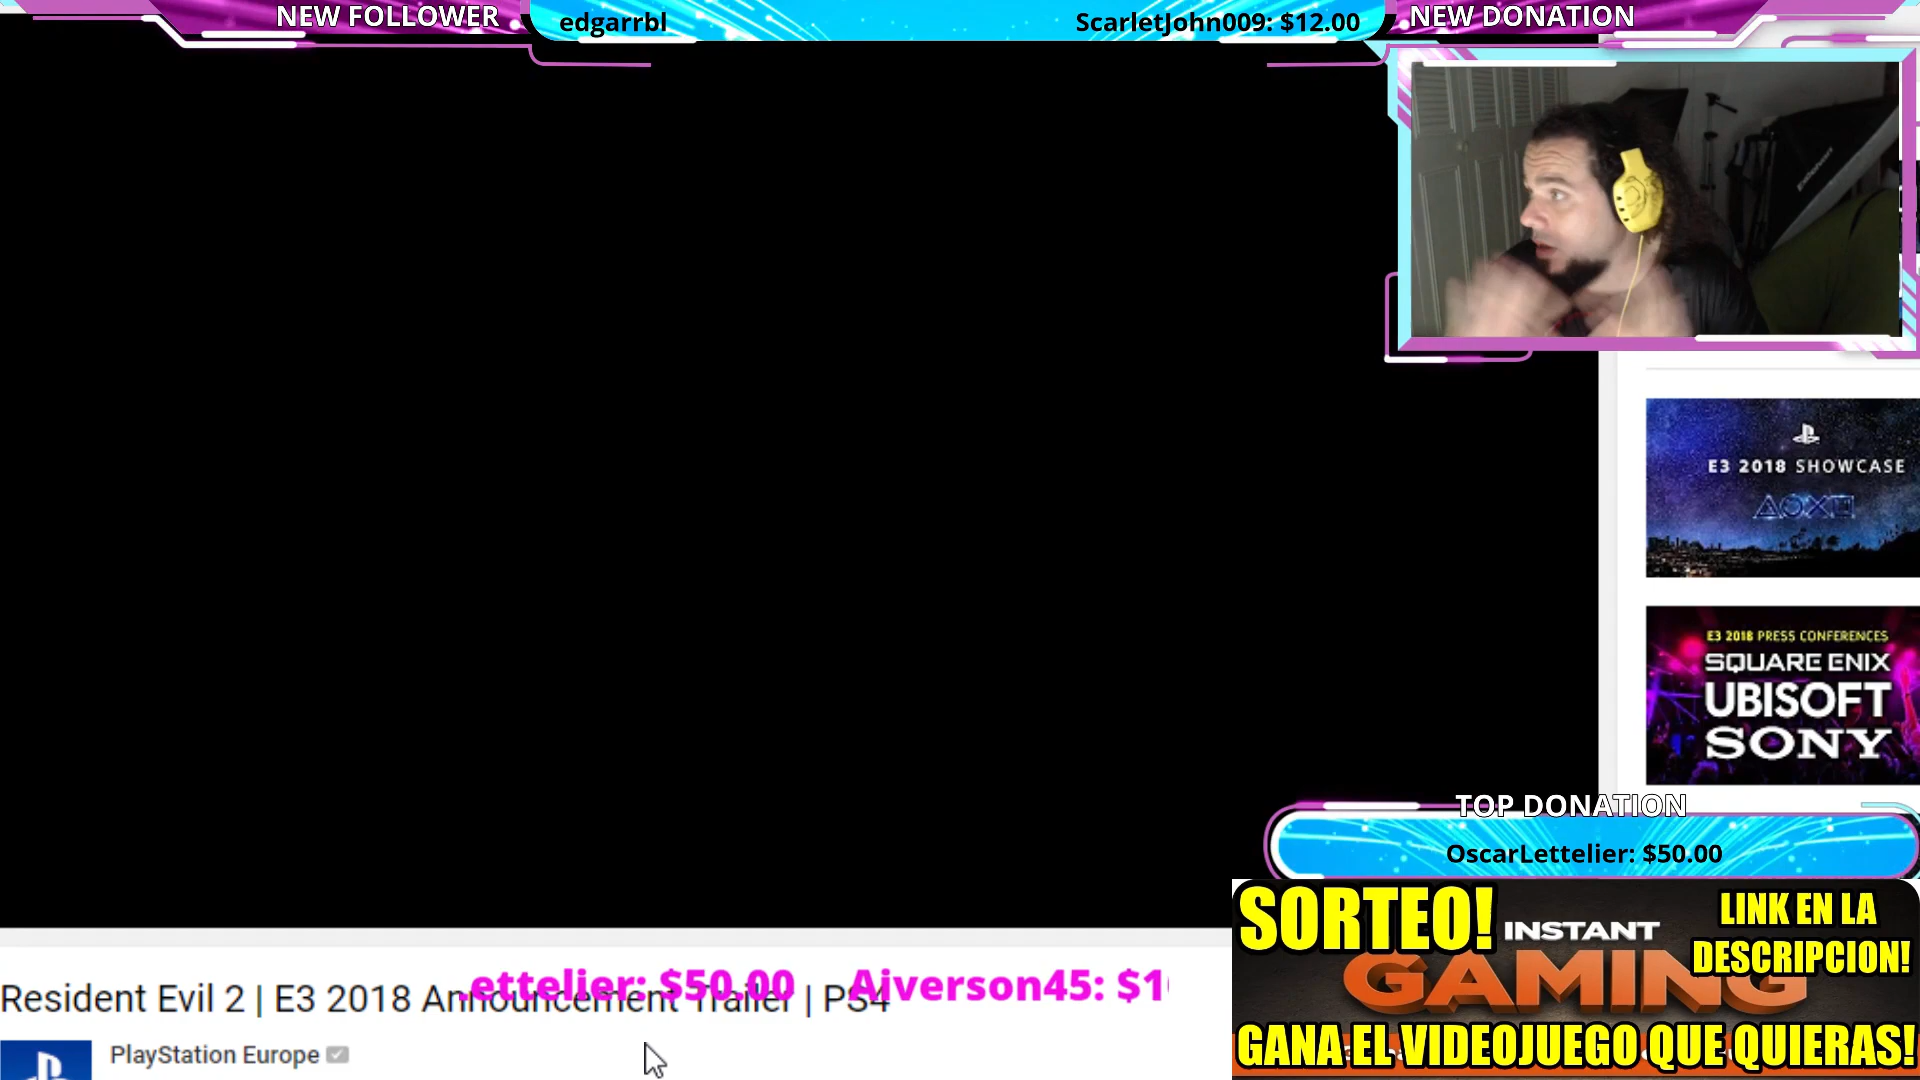 NEW FOLLOWER
edgarrbl
ScarletJohn009: $12.00
NEW DONATION
E3 2018 SHOWCASE
E3 2018 PRESS CONFERENCES
SQUARE ENIX
UBISOFT
SONY
TOP DONATION
OscarLettelier: $50.00
SORTEO!
INSTANT
GAMING
LINK EN LA
DESCRIPCION!
GANA EL VIDEOJUEGO QUE QUIERAS!
ettelier: $50.00 Aiverson45: $1
Resident Evil 2 | E3 2018 Announcement Trailer | PS4
PlayStation Europe